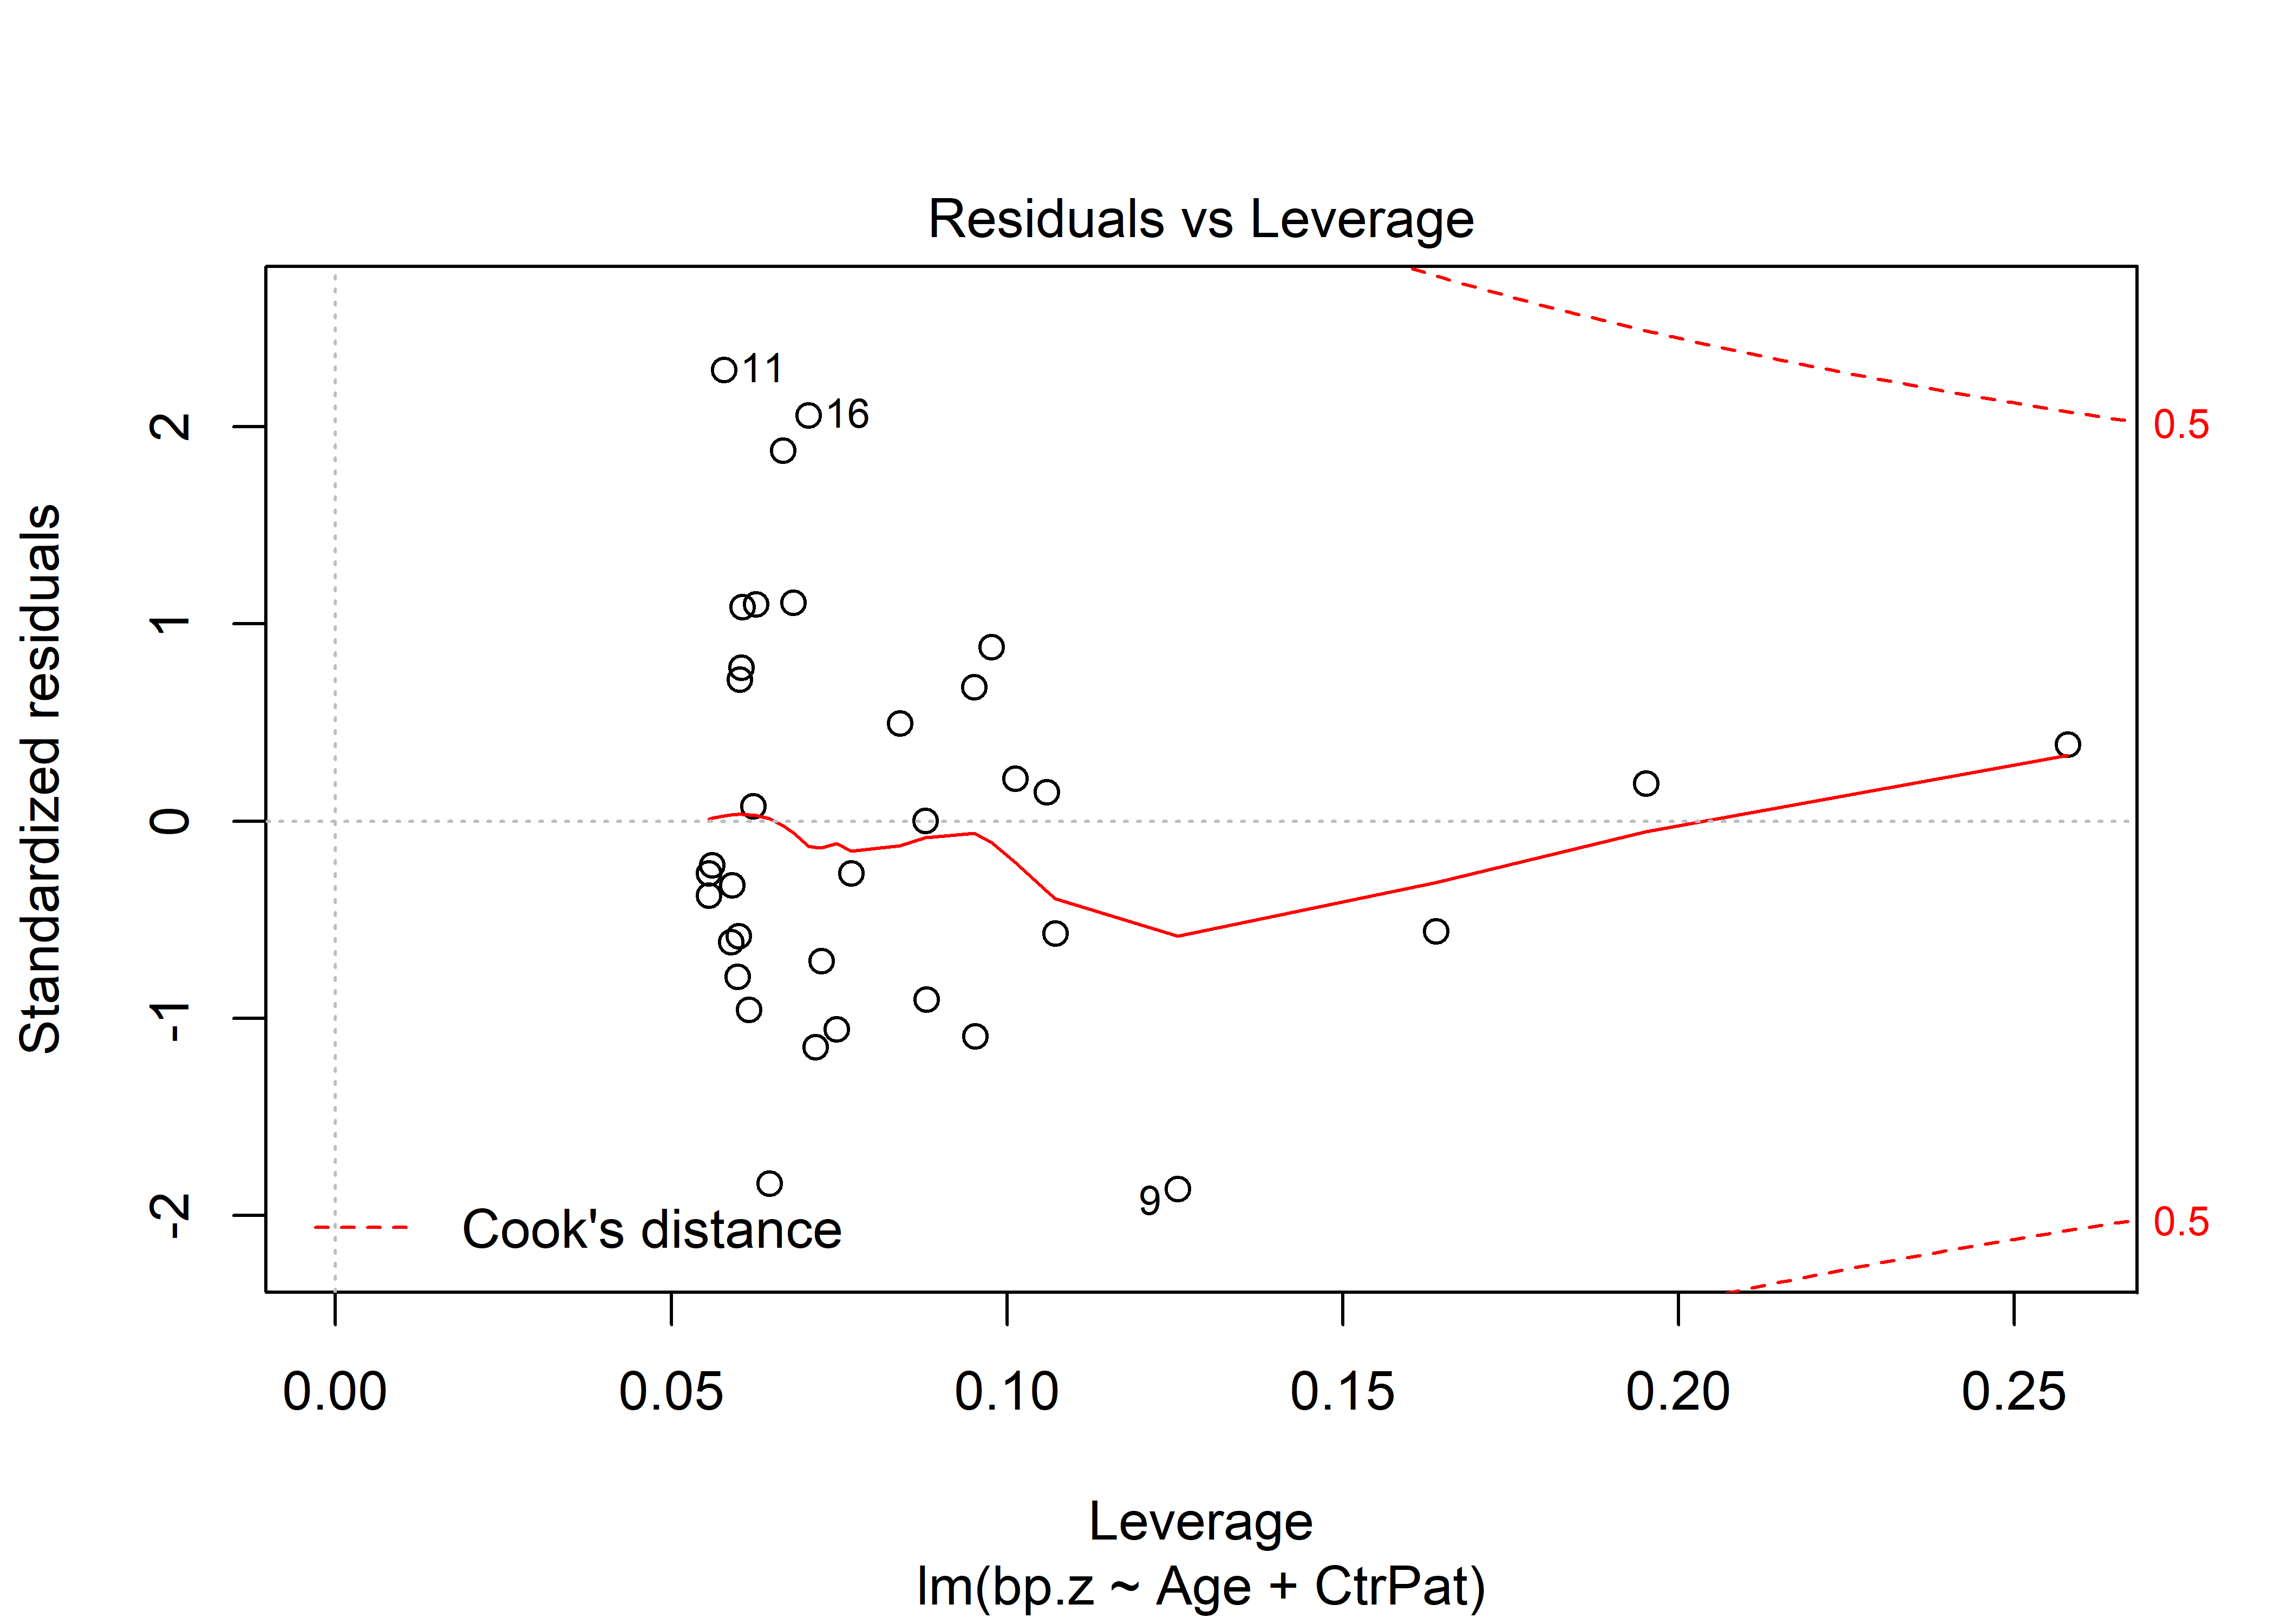 Residuals vs Leverage
Standardized residuals
2
1
0
-1
-2
11
16
9
0.5
0.5
Cook's distance
0.00 0.05 0.10 0.15 0.20 0.25
Leverage
lm(bp.z ~ Age + CtrPat)